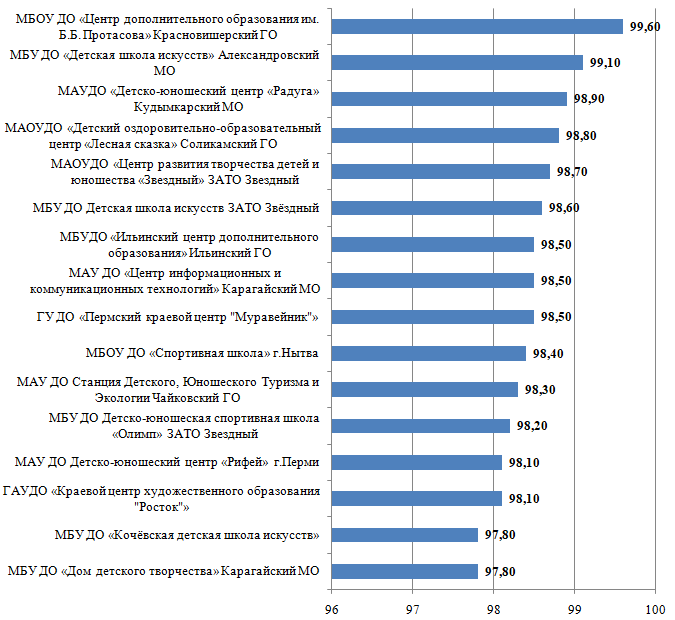 МБОУ ДО «Центр дополнительного образования им.
Б.Б. Протасова» Красновишерский ГО
99,60
МБУ ДО «Детская школа искусств» Александровский
МО
99,10
МАУДО «Детско-юношеский центр «Радуга»
Кудымкарский МО
98,90
МАОУДО «Детский оздоровительно-образовательный
центр «Лесная сказка» Соликамский ГО
98,80
МАОУДО «Центр развития творчества детей и
юношества «Звездный» ЗАТО Звездный
98,70
МБУ ДО Детская школа искусств ЗАТО Звёздный
98,60
МБУДО «Ильинский центр дополнительного
образования» Ильинский ГО
98,50
МАУ ДО «Центр информационных и
коммуникационных технологий» Карагайский МО
98,50
ГУ ДО «Пермский краевой центр "Муравейник"»
98,50
МБОУ ДО «Спортивная школа» г.Нытва
98,40
МАУ ДО Станция Детского, Юношеского Туризма и
Экологии Чайковский ГО
98,30
МБУ ДО Детско-юношеская спортивная школа
«Олимп» ЗАТО Звездный
98,20
МАУ ДО Детско-юношеский центр «Рифей» г.Перми
98,10
ГАУДО «Краевой центр художественного образования
"Росток"»
98,10
МБУ ДО «Кочёвская детская школа искусств»
97,80
МБУ ДО «Дом детского творчества» Карагайский МО
97,80
96 97 98 99 100